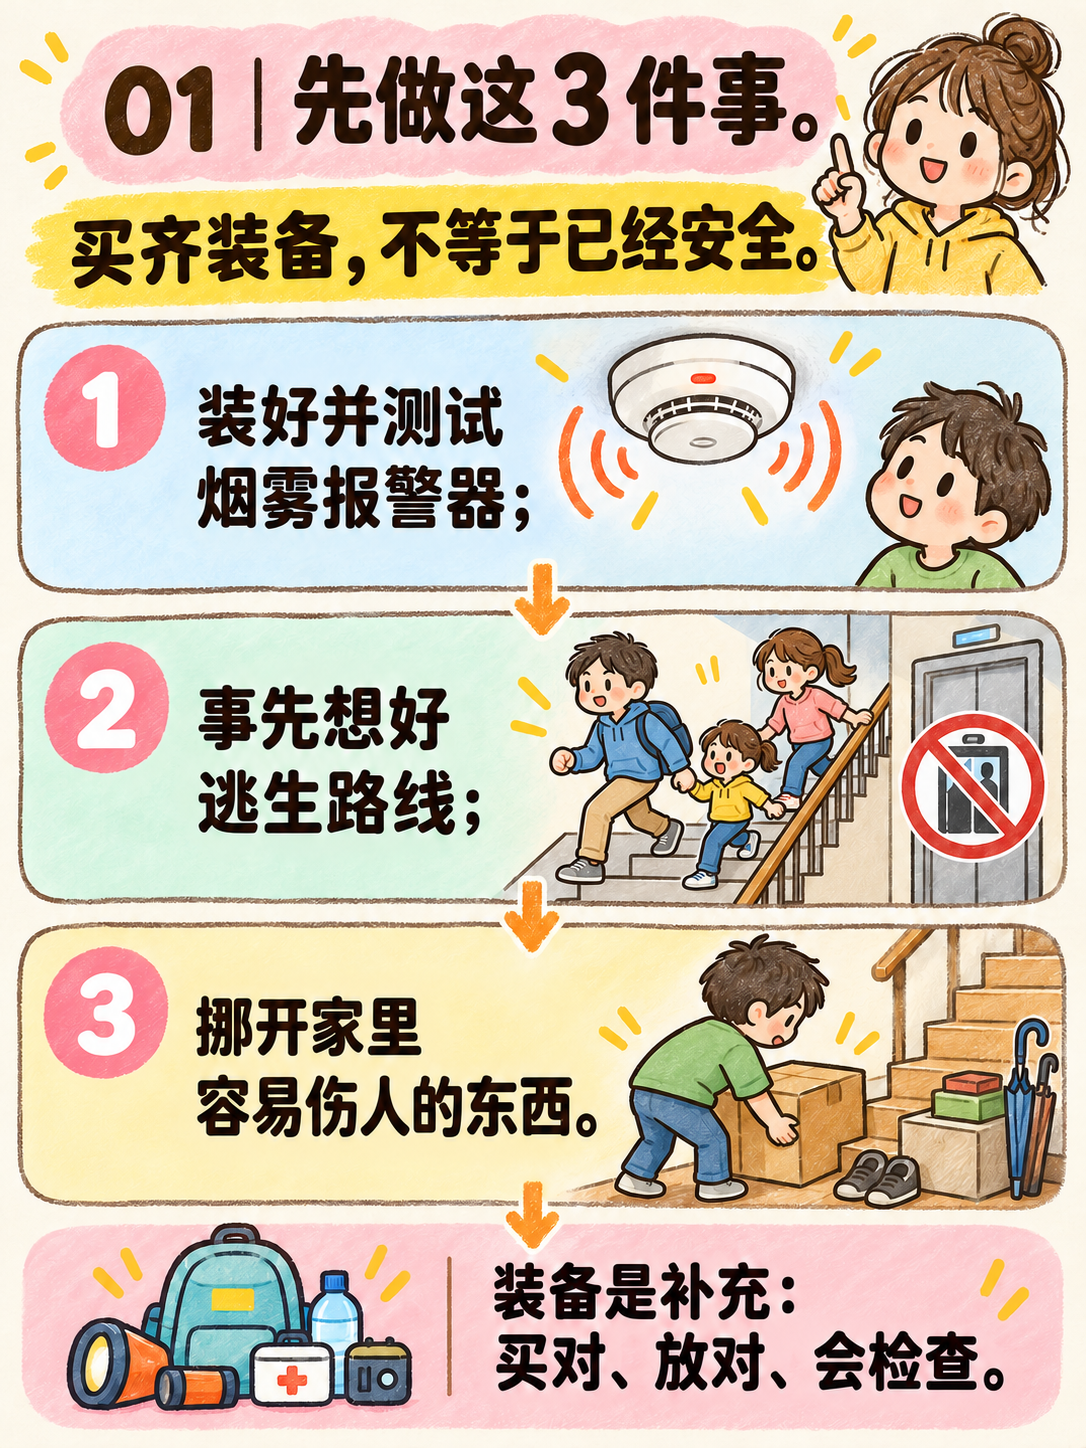 01 | 先做这3件事。
买齐装备，不等于已经安全。
1
装好并测试
烟雾报警器；
2
事先想好
逃生路线；
3
挪开家里
容易伤人的东西。
装备是补充：
买对、放对、会检查。